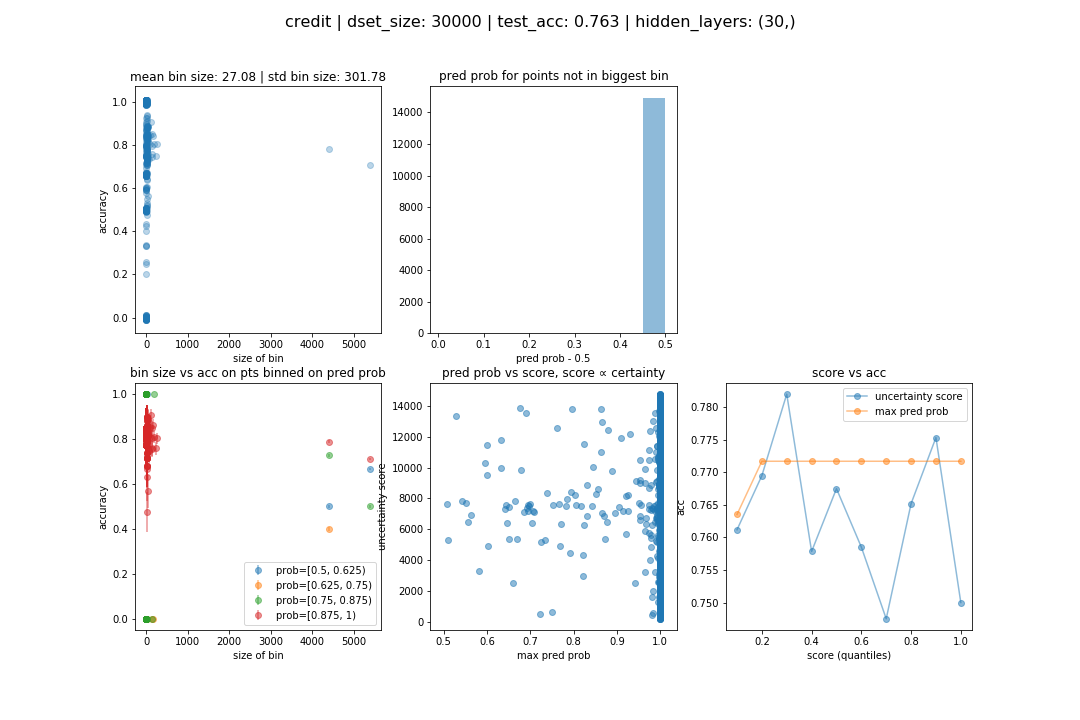 credit | dset_size: 30000 | test_acc: 0.763 | hidden_layers: (30,)
mean bin size: 27.08 | std bin size: 301.78
accuracy
1.0
0.8
0.6
0.4
0.2
0.0
0 1000 2000 3000 4000 5000
size of bin
pred prob for points not in biggest bin
14000
12000
10000
8000
6000
4000
2000
0
0.0 0.1 0.2 0.3 0.4 0.5
pred prob - 0.5
bin size vs acc on pts binned on pred prob
accuracy
1.0
0.8
0.6
0.4
0.2
0.0
prob=[0.5, 0.625)
prob=[0.625, 0.75)
prob=[0.75, 0.875)
prob=[0.875, 1)
0 1000 2000 3000 4000 5000
size of bin
pred prob vs score, score ∝ certainty
uncertainty score
14000
12000
10000
8000
6000
4000
2000
0
0.5 0.6 0.7 0.8 0.9 1.0
max pred prob
score vs acc
acc
0.780
0.775
0.770
0.765
0.760
0.755
0.750
uncertainty score
max pred prob
0.2 0.4 0.6 0.8 1.0
score (quantiles)